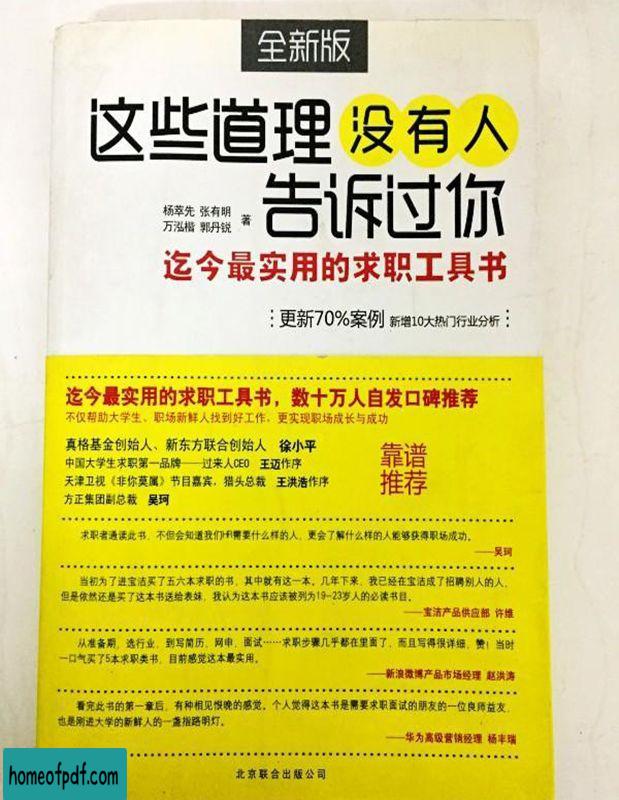 全新版
这些道理 没有人
告诉过你
杨萃先 张有明
万泓楷 郭丹锐 著
迄今最实用的求职工具书
更新70%案例 新增10大热门行业分析
迄今最实用的求职工具书，数十万人自发口碑推荐
不仅帮助大学生、职场新鲜人找到好工作，更实现职场成长与成功
真格基金创始人、新东方联合创始人 徐小平
中国大学生求职第一品牌——过来人CEO 王迈作序
天津卫视《非你莫属》节目嘉宾，猎头总裁 王洪浩作序
方正集团副总裁 吴珂
靠谱
推荐
求职者通读此书，不但会知道我们HR需要什么样的人，更会了解什么样的人能够获得职场成功。
——吴珂
当初为了进宝洁买了五六本求职的书，其中就有这一本。几年下来，我已经在宝洁成了招聘别人的人，
但是依然还是买了这本书送给表妹，我认为这本书应该被列为19-23岁人的必读书目。
——宝洁产品供应部 许维
从准备期，选行业，到写简历，网申，面试……求职步骤几乎都在里面了，而且写得很详细，赞！当时
一口气买了5本求职类书，目前感觉这本最实用。
——新浪微博产品市场经理 赵洪涛
看完此书的第一章后，有种相见恨晚的感觉。个人觉得这本书是需要求职面试的朋友的一位良师益友，
也是刚进大学的新鲜人的一盏指路明灯。
——华为高级营销经理 杨丰瑞
北京联合出版公司
homeofpdf.com